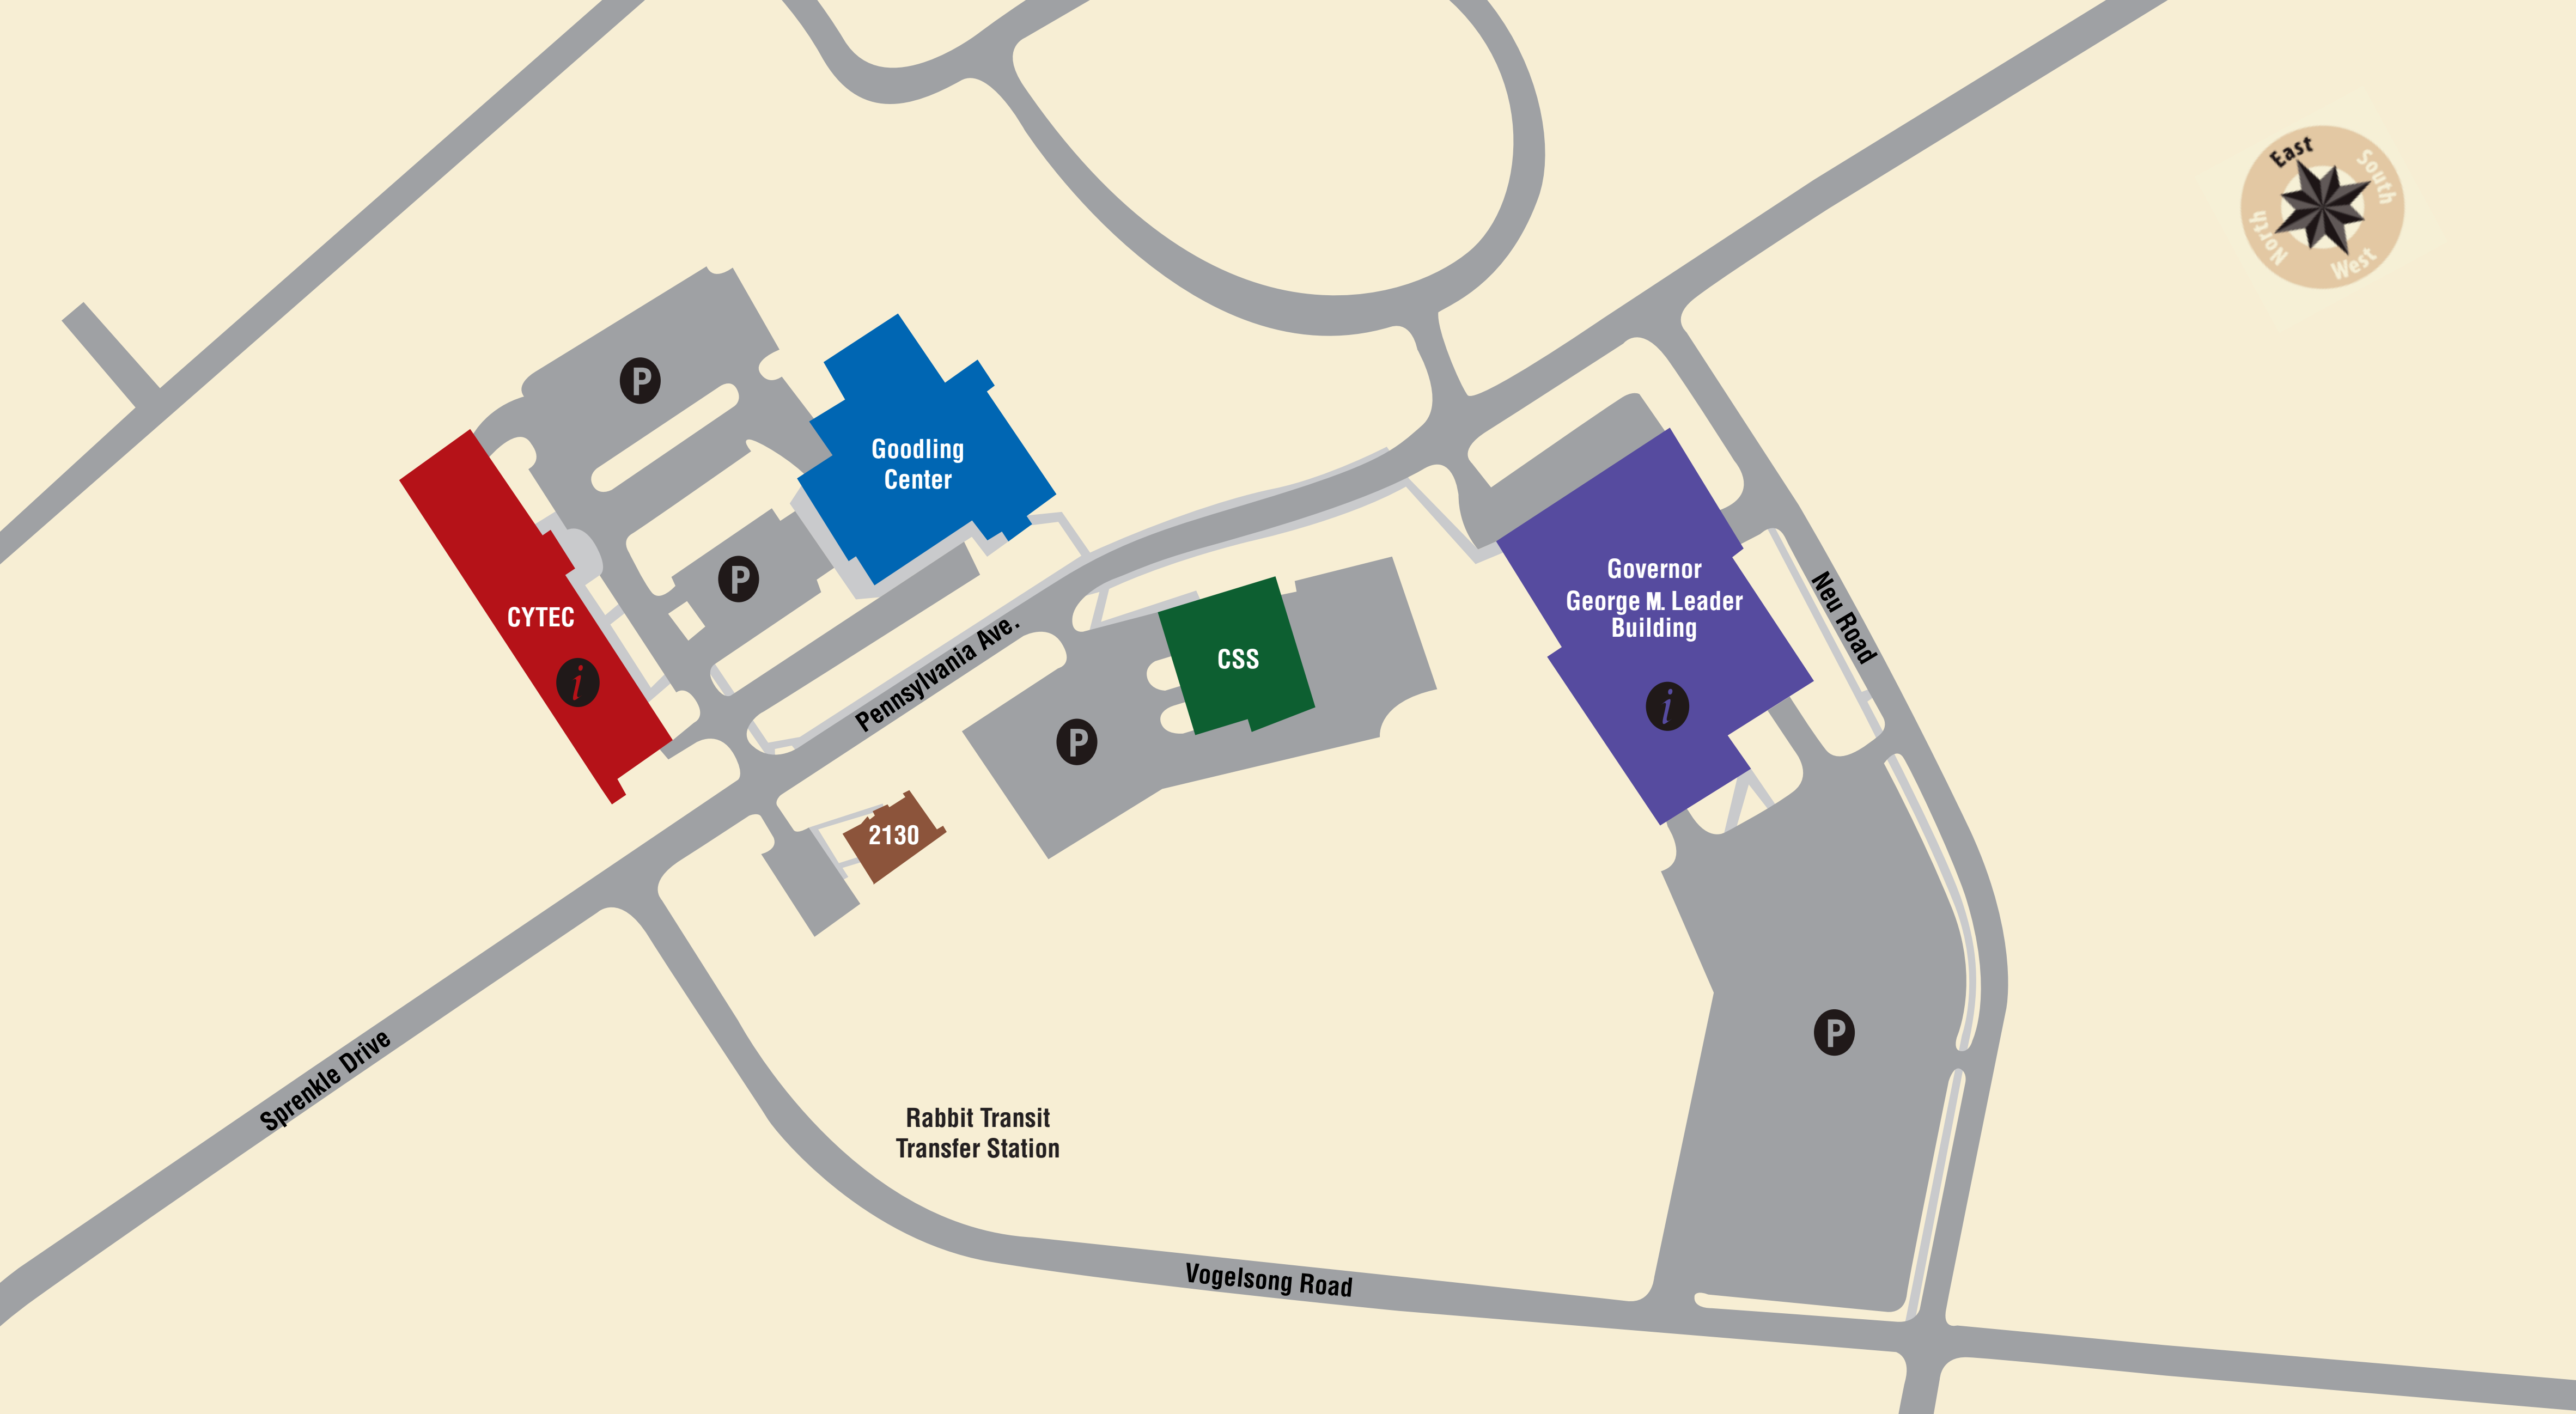 East
South
North
West
P
Goodling
Center
P
CYTEC
i
Governor
George M. Leader
Building
i
Neu Road
CSS
Pennsylvania Ave.
P
2130
P
Sprenkle Drive
Rabbit Transit
Transfer Station
Vogelsong Road